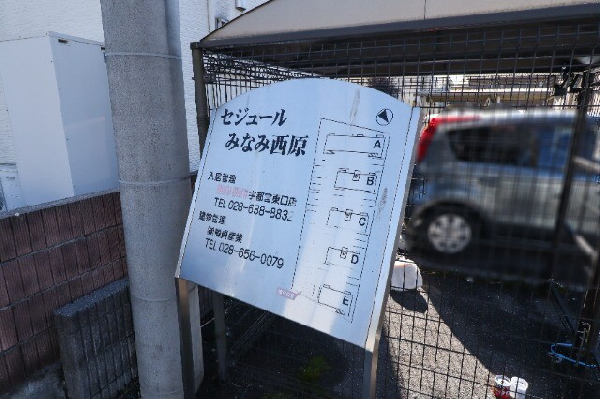 セジュール
みなみ西原
入居管理
宇都宮東口店
TEL 028-638-983
建物管理
TEL 028-656-0079
A
B
C
D
E